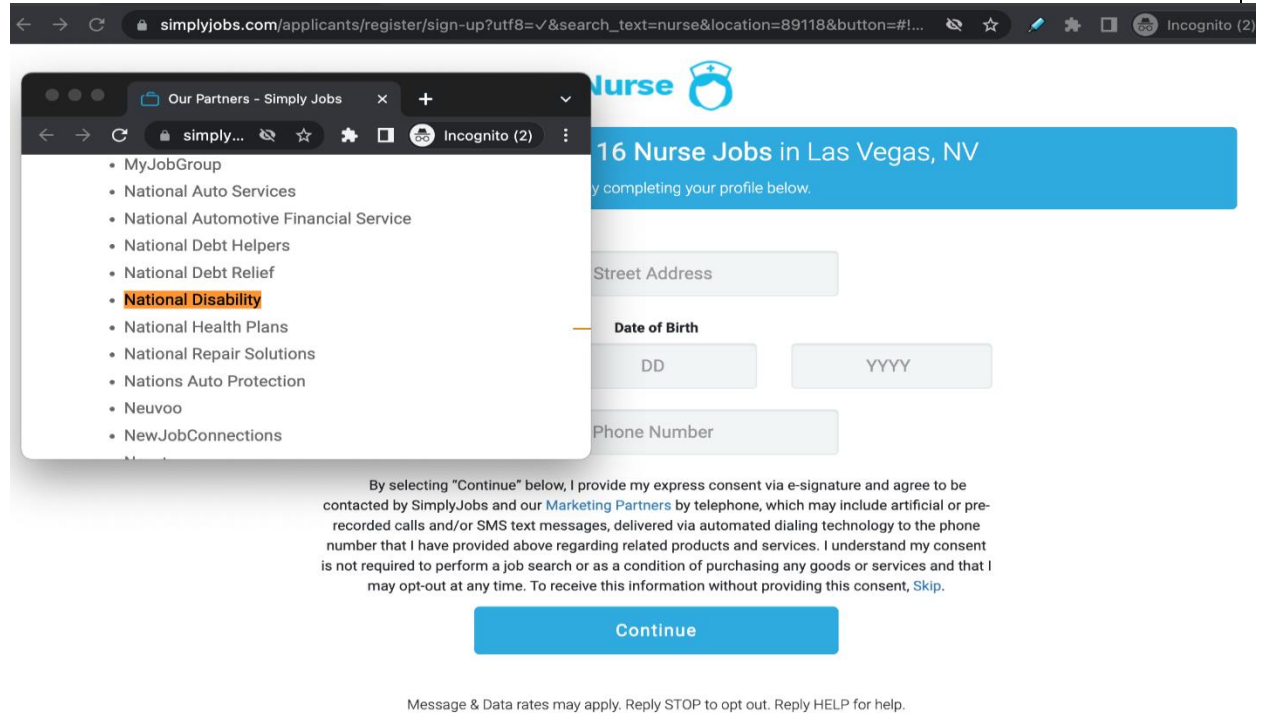 simplyjobs.com/applicants/register/sign-up?utf8=✓&search_text=nurse&location=89118&button=#!...
Incognito (2)
Nurse
Our Partners - Simply Jobs
simply...
Incognito (2)
16 Nurse Jobs in Las Vegas, NV
y completing your profile below.
• MyJobGroup
• National Auto Services
• National Automotive Financial Service
• National Debt Helpers
• National Debt Relief
• National Disability
• National Health Plans
• National Repair Solutions
• Nations Auto Protection
• Neuvoo
• NewJobConnections
Street Address
Date of Birth
DD
YYYY
Phone Number
By selecting "Continue" below, I provide my express consent via e-signature and agree to be
contacted by SimplyJobs and our Marketing Partners by telephone, which may include artificial or pre-
recorded calls and/or SMS text messages, delivered via automated dialing technology to the phone
number that I have provided above regarding related products and services. I understand my consent
is not required to perform a job search or as a condition of purchasing any goods or services and that I
may opt-out at any time. To receive this information without providing this consent, Skip.
Continue
Message & Data rates may apply. Reply STOP to opt out. Reply HELP for help.